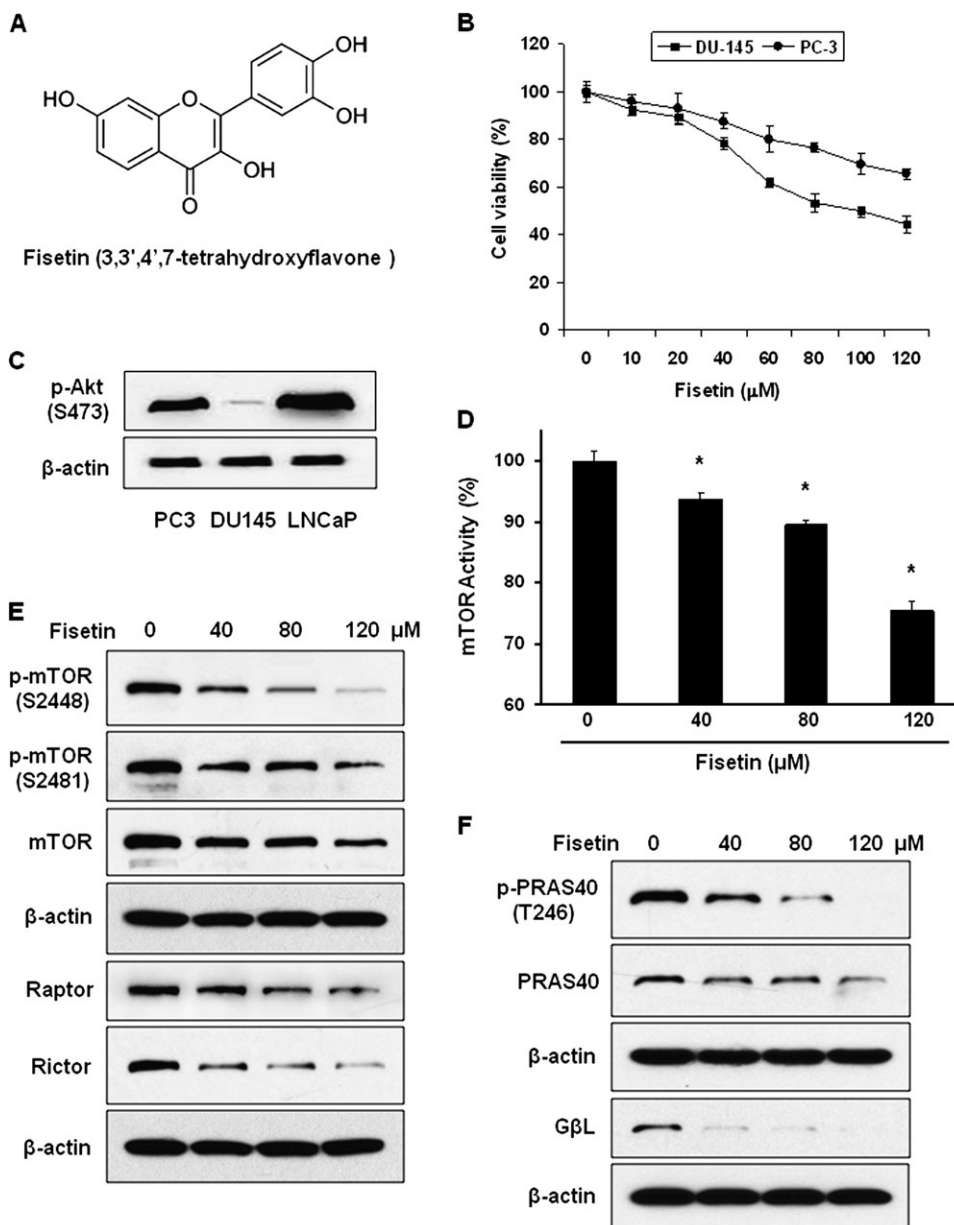 A
OH
HO
O
OH
OH
O
Fisetin (3,3',4',7-tetrahydroxyflavone )
B
120
100
80
60
40
20
0
Cell viability (%)
DU-145 PC-3
0 10 20 40 60 80 100 120
Fisetin (µM)
C
p-Akt
(S473)
β-actin
PC3 DU145 LNCaP
D
100
90
80
70
60
mTOR Activity (%)
* * *
0 40 80 120
Fisetin (µM)
E
Fisetin 0 40 80 120 µM
p-mTOR
(S2448)
p-mTOR
(S2481)
mTOR
β-actin
Raptor
Rictor
β-actin
F
Fisetin 0 40 80 120 µM
p-PRAS40
(T246)
PRAS40
β-actin
GβL
β-actin